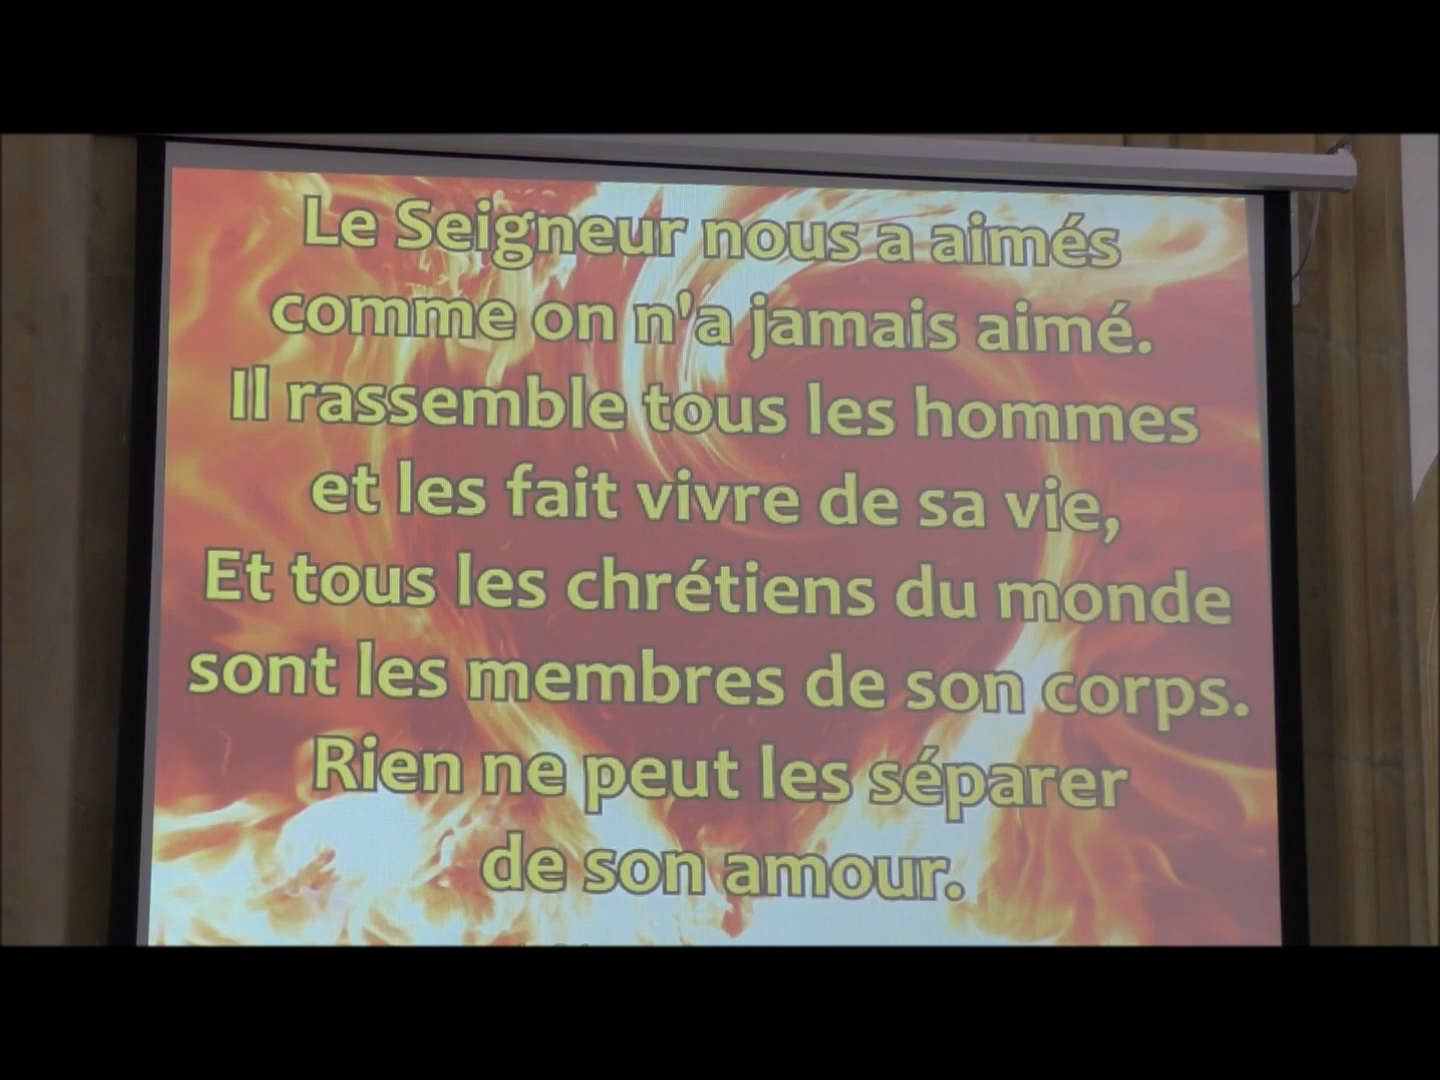 Le Seigneur nous a aimés
comme on n'a jamais aimé.
Il rassemble tous les hommes
et les fait vivre de sa vie,
Et tous les chrétiens du monde
sont les membres de son corps.
Rien ne peut les séparer
de son amour.